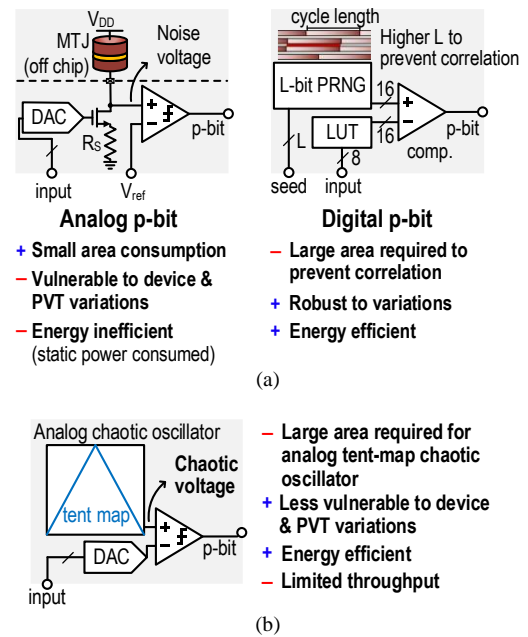 V_DD
MTJ
(off chip)
Noise
voltage
DAC
R_S
p-bit
input
V_ref
Analog p-bit
+ Small area consumption
− Vulnerable to device &
PVT variations
− Energy inefficient
(static power consumed)
cycle length
Higher L to
prevent correlation
L-bit PRNG
16
LUT
16
p-bit
comp.
L
8
seed
input
Digital p-bit
− Large area required to
prevent correlation
+ Robust to variations
+ Energy efficient
(a)
Analog chaotic oscillator
Chaotic
voltage
tent map
DAC
p-bit
input
− Large area required for
analog tent-map chaotic
oscillator
+ Less vulnerable to device
& PVT variations
+ Energy efficient
− Limited throughput
(b)